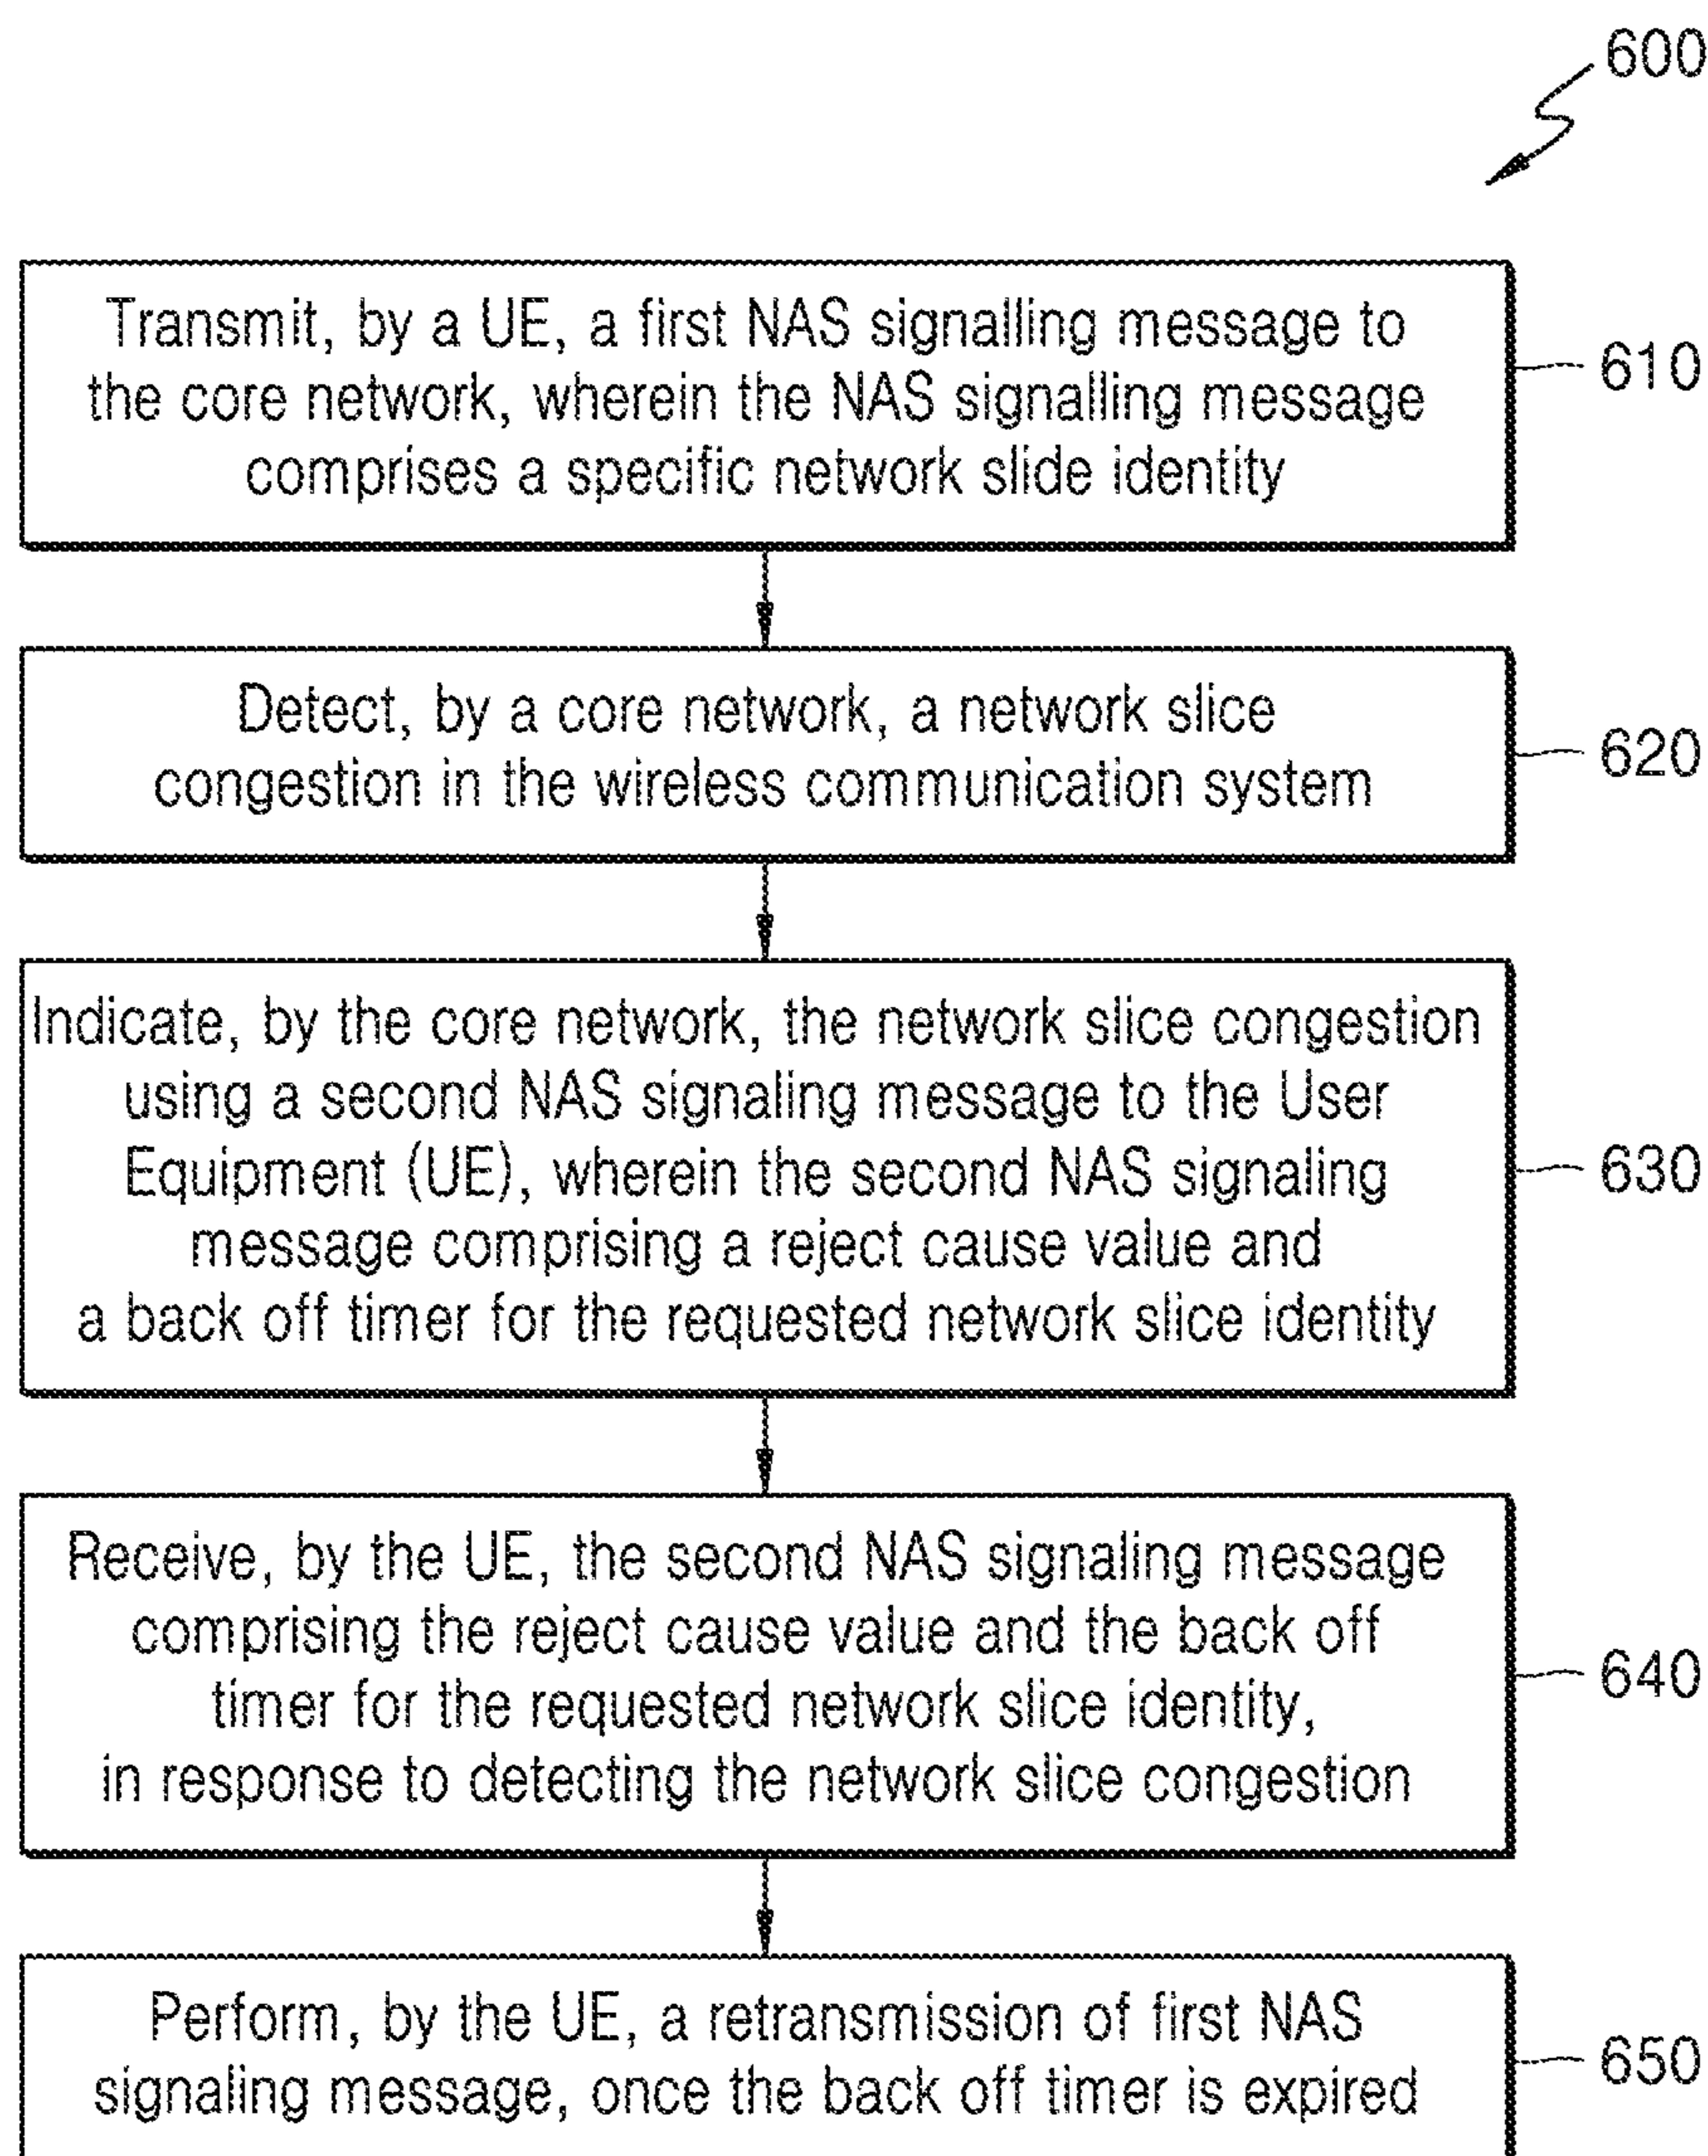 600
Transmit, by a UE, a first NAS signalling message to
the core network, wherein the NAS signalling message
comprises a specific network slide identity
610
Detect, by a core network, a network slice
congestion in the wireless communication system
620
Indicate, by the core network, the network slice congestion
using a second NAS signaling message to the User
Equipment (UE), wherein the second NAS signaling
message comprising a reject cause value and
a back off timer for the requested network slice identity
630
Receive, by the UE, the second NAS signaling message
comprising the reject cause value and the back off
timer for the requested network slice identity,
in response to detecting the network slice congestion
640
Perform, by the UE, a retransmission of first NAS
signaling message, once the back off timer is expired
650